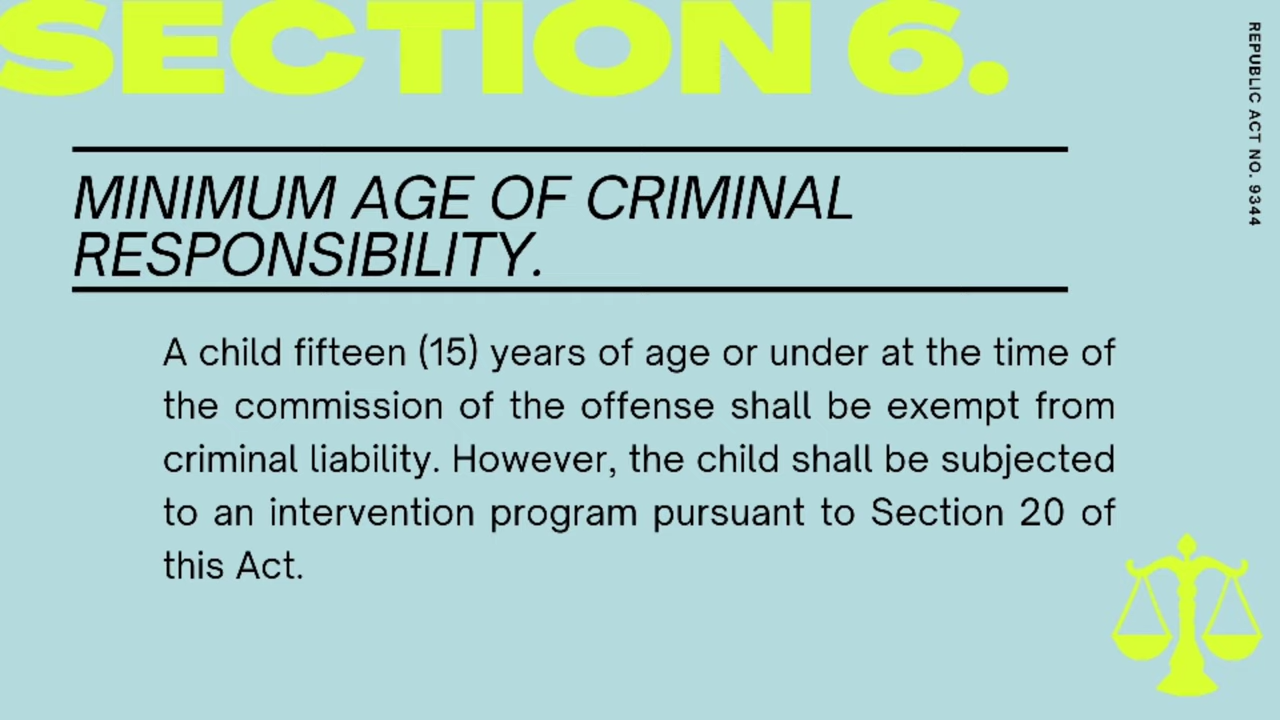 SECTION 6.
REPUBLIC ACT NO. 9344
MINIMUM AGE OF CRIMINAL
RESPONSIBILITY.
A child fifteen (15) years of age or under at the time of
the commission of the offense shall be exempt from
criminal liability. However, the child shall be subjected
to an intervention program pursuant to Section 20 of
this Act.